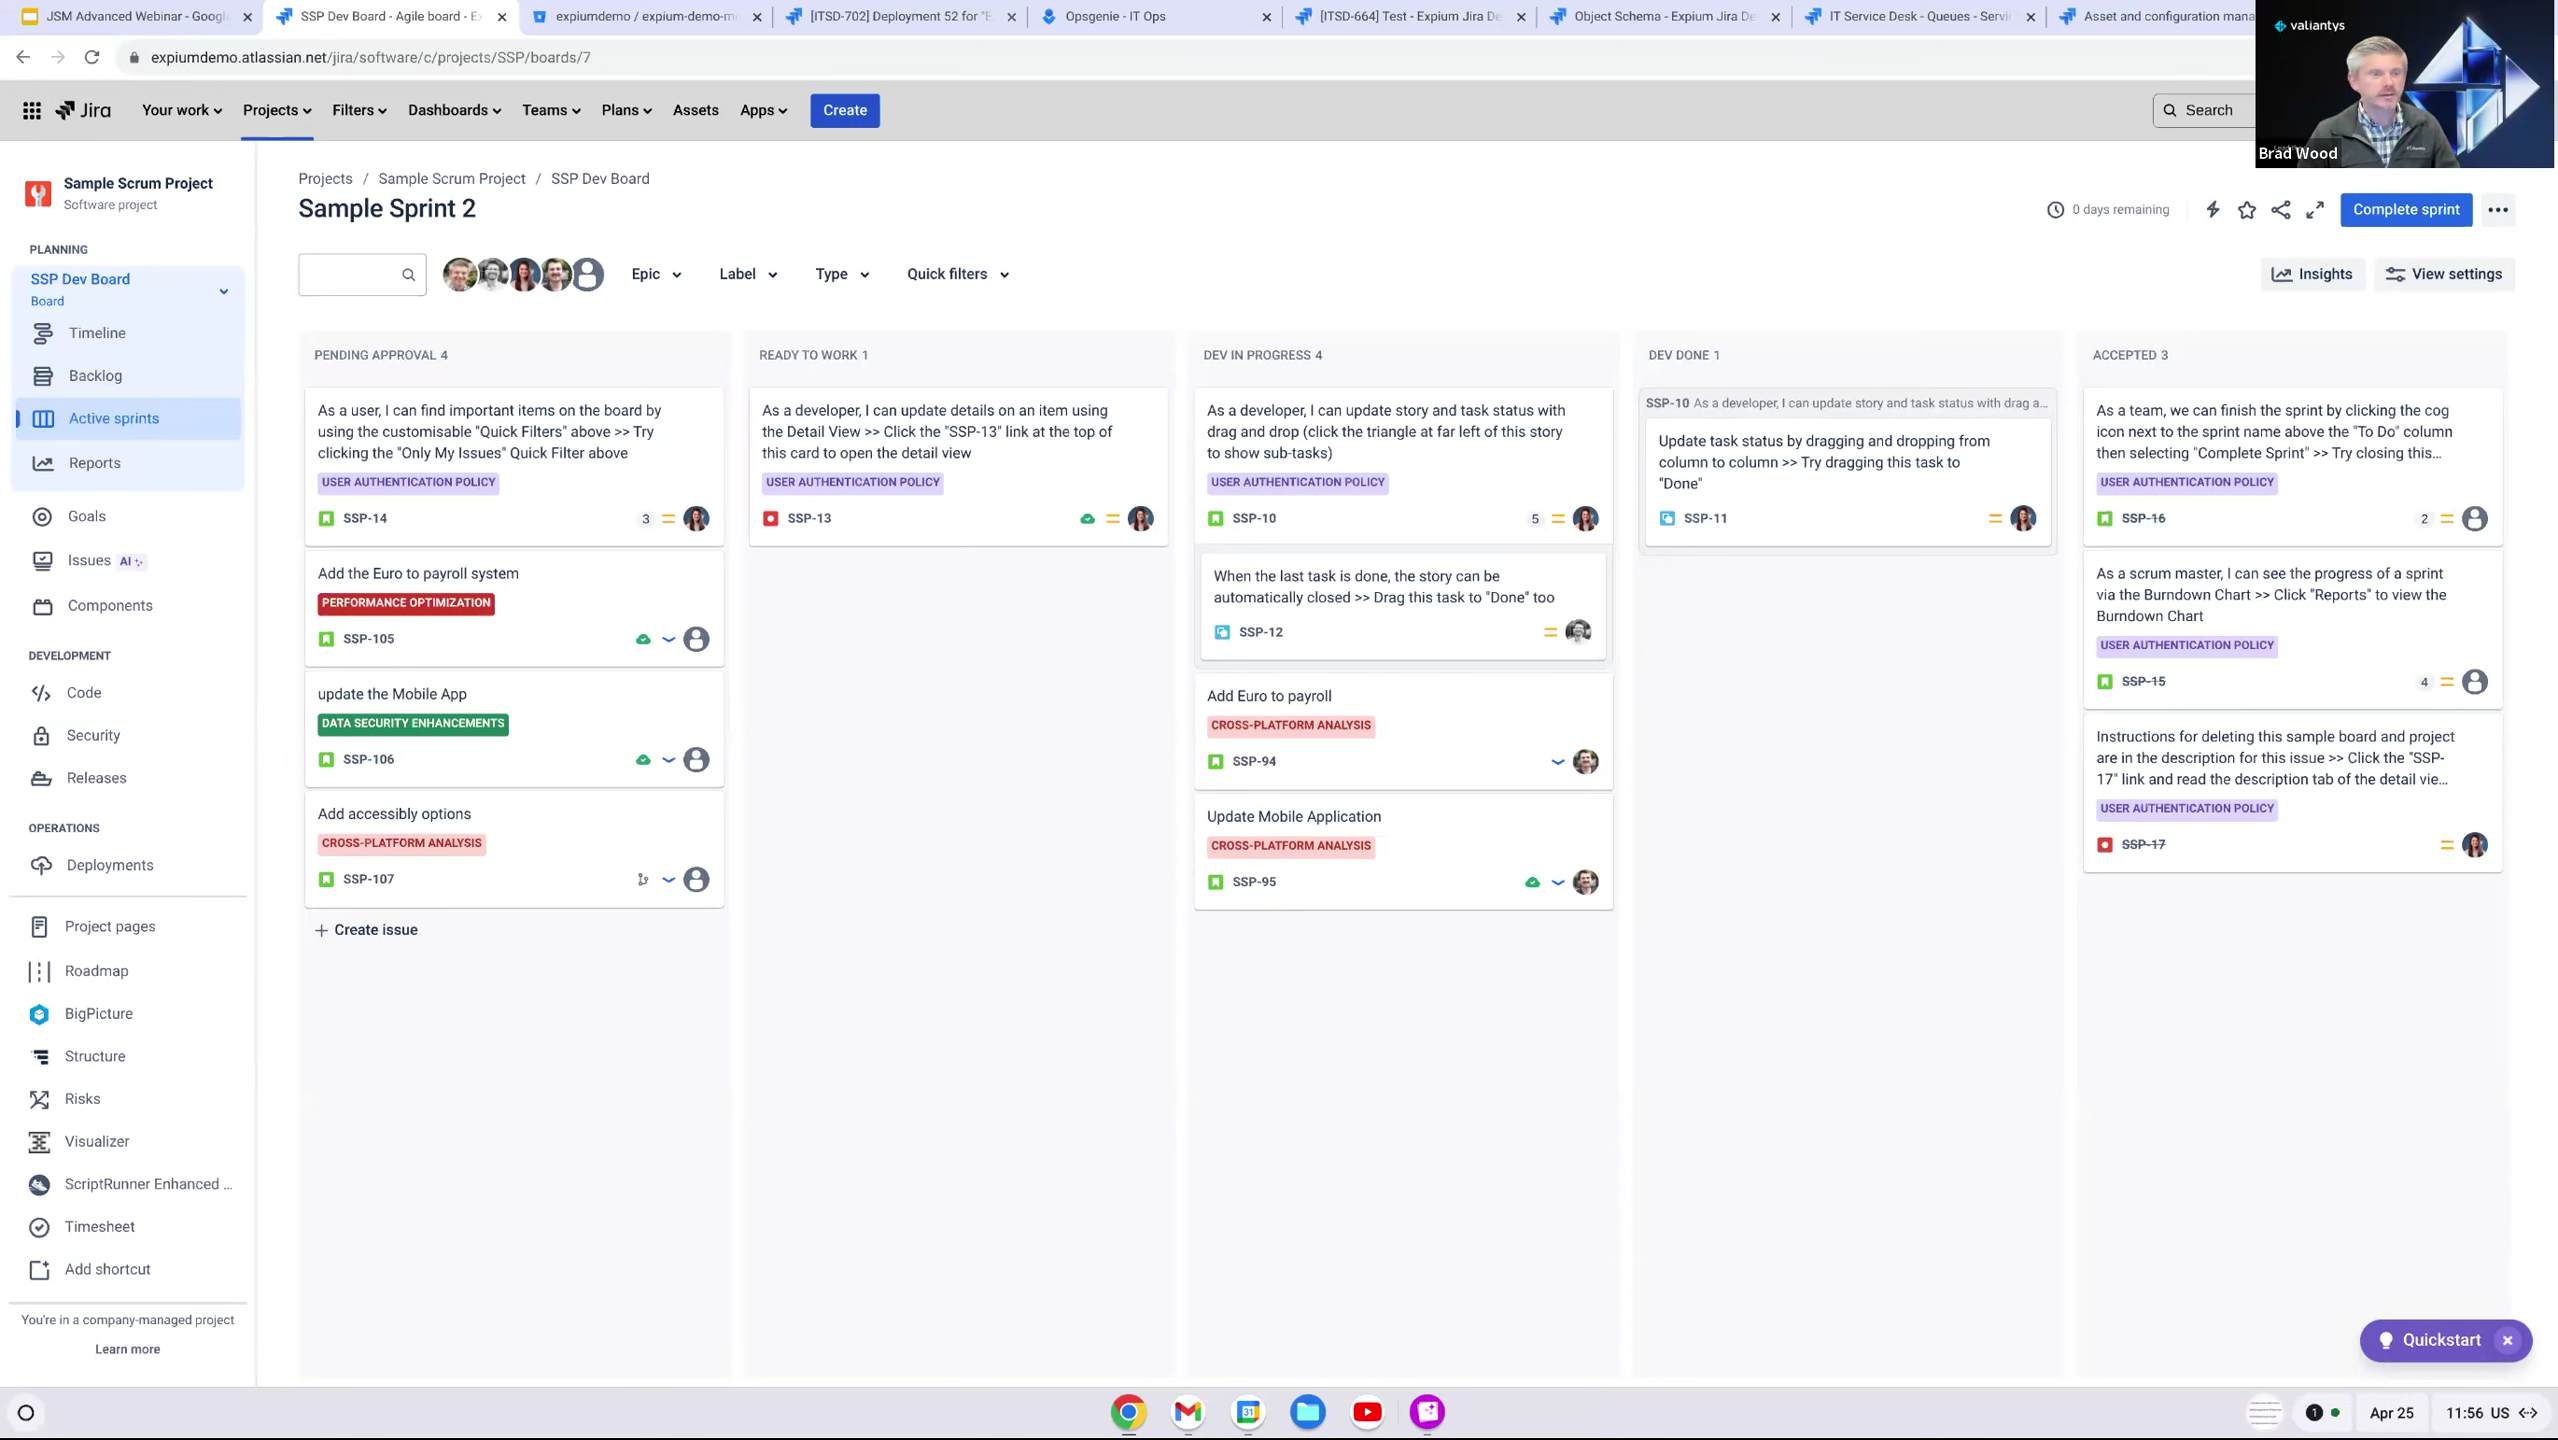 JSM Advanced Webinar - Google
SSP Dev Board - Agile board - Ex
expiumdemo / expium-demo-m
[ITSD-702] Deployment 52 for "E
Opsgenie - IT Ops
[ITSD-664] Test - Expium Jira De
Object Schema - Expium Jira De
IT Service Desk - Queues - Servi
Asset and configuration mana
valiantys
expiumdemo.atlassian.net/jira/software/c/projects/SSP/boards/7
Jira
Your work
Projects
Filters
Dashboards
Teams
Plans
Assets
Apps
Create
Search
Brad Wood
Sample Scrum Project
Software project
PLANNING
SSP Dev Board
Board
Timeline
Backlog
Active sprints
Reports
Goals
Issues AI
Components
DEVELOPMENT
Code
Security
Releases
OPERATIONS
Deployments
Project pages
Roadmap
BigPicture
Structure
Risks
Visualizer
ScriptRunner Enhanced ...
Timesheet
Add shortcut
You're in a company-managed project
Learn more
Projects / Sample Scrum Project / SSP Dev Board
Sample Sprint 2
0 days remaining
Complete sprint
Epic
Label
Type
Quick filters
Insights
View settings
PENDING APPROVAL 4
As a user, I can find important items on the board by
using the customisable "Quick Filters" above >> Try
clicking the "Only My Issues" Quick Filter above
USER AUTHENTICATION POLICY
SSP-14
3
Add the Euro to payroll system
PERFORMANCE OPTIMIZATION
SSP-105
update the Mobile App
DATA SECURITY ENHANCEMENTS
SSP-106
Add accessibly options
CROSS-PLATFORM ANALYSIS
SSP-107
+ Create issue
READY TO WORK 1
As a developer, I can update details on an item using
the Detail View >> Click the "SSP-13" link at the top of
this card to open the detail view
USER AUTHENTICATION POLICY
SSP-13
DEV IN PROGRESS 4
As a developer, I can update story and task status with
drag and drop (click the triangle at far left of this story
to show sub-tasks)
USER AUTHENTICATION POLICY
SSP-10
5
When the last task is done, the story can be
automatically closed >> Drag this task to "Done" too
SSP-12
Add Euro to payroll
CROSS-PLATFORM ANALYSIS
SSP-94
Update Mobile Application
CROSS-PLATFORM ANALYSIS
SSP-95
DEV DONE 1
SSP-10 As a developer, I can update story and task status with drag a...
Update task status by dragging and dropping from
column to column >> Try dragging this task to
"Done"
SSP-11
ACCEPTED 3
As a team, we can finish the sprint by clicking the cog
icon next to the sprint name above the "To Do" column
then selecting "Complete Sprint" >> Try closing this...
USER AUTHENTICATION POLICY
SSP-16
2
As a scrum master, I can see the progress of a sprint
via the Burndown Chart >> Click "Reports" to view the
Burndown Chart
USER AUTHENTICATION POLICY
SSP-15
4
Instructions for deleting this sample board and project
are in the description for this issue >> Click the "SSP-
17" link and read the description tab of the detail vie...
USER AUTHENTICATION POLICY
SSP-17
Quickstart
31
1
Apr 25
11:56 US